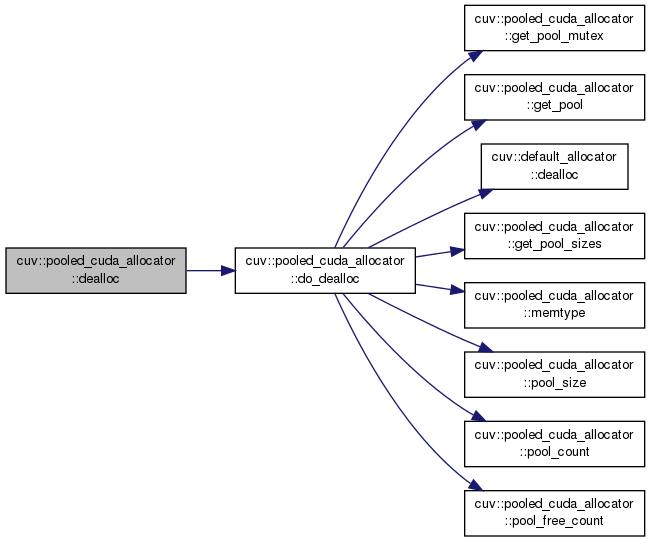 cuv::pooled_cuda_allocator
::dealloc
cuv::pooled_cuda_allocator
::do_dealloc
cuv::pooled_cuda_allocator
::get_pool_mutex
cuv::pooled_cuda_allocator
::get_pool
cuv::default_allocator
::dealloc
cuv::pooled_cuda_allocator
::get_pool_sizes
cuv::pooled_cuda_allocator
::memtype
cuv::pooled_cuda_allocator
::pool_size
cuv::pooled_cuda_allocator
::pool_count
cuv::pooled_cuda_allocator
::pool_free_count